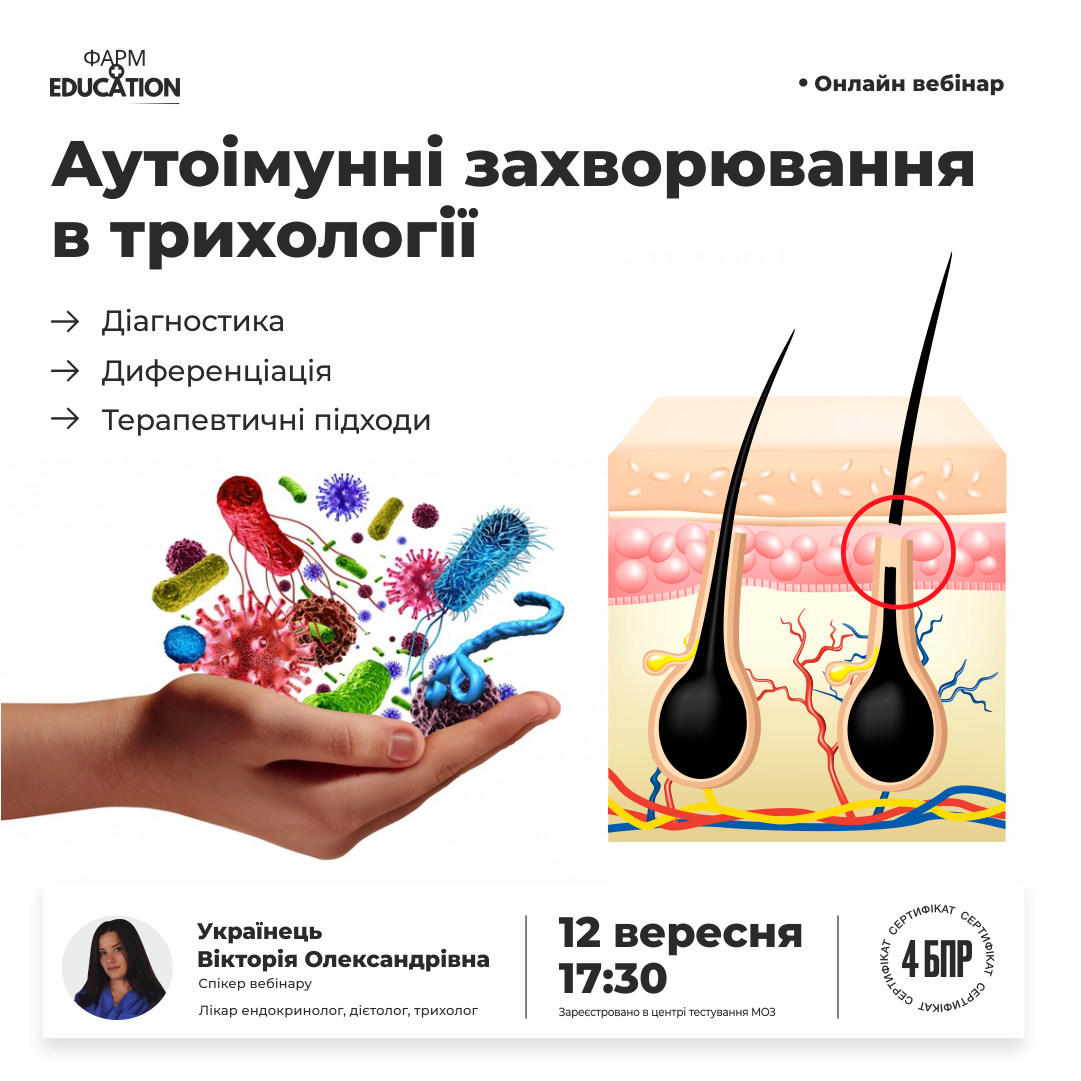 ФАРМ
EDUCATION
• Онлайн вебінар
Аутоімунні захворювання
в трихології
→ Діагностика
→ Диференціація
→ Терапевтичні підходи
Українець
Вікторія Олександрівна
Спікер вебінару
Лікар ендокринолог, дієтолог, трихолог
12 вересня
17:30
Зареєстровано в центрі тестування МОЗ
СЕРТИФІКАТ СЕРТИФІКАТ СЕРТИФІКАТ СЕРТИФІКАТ
4 БПР